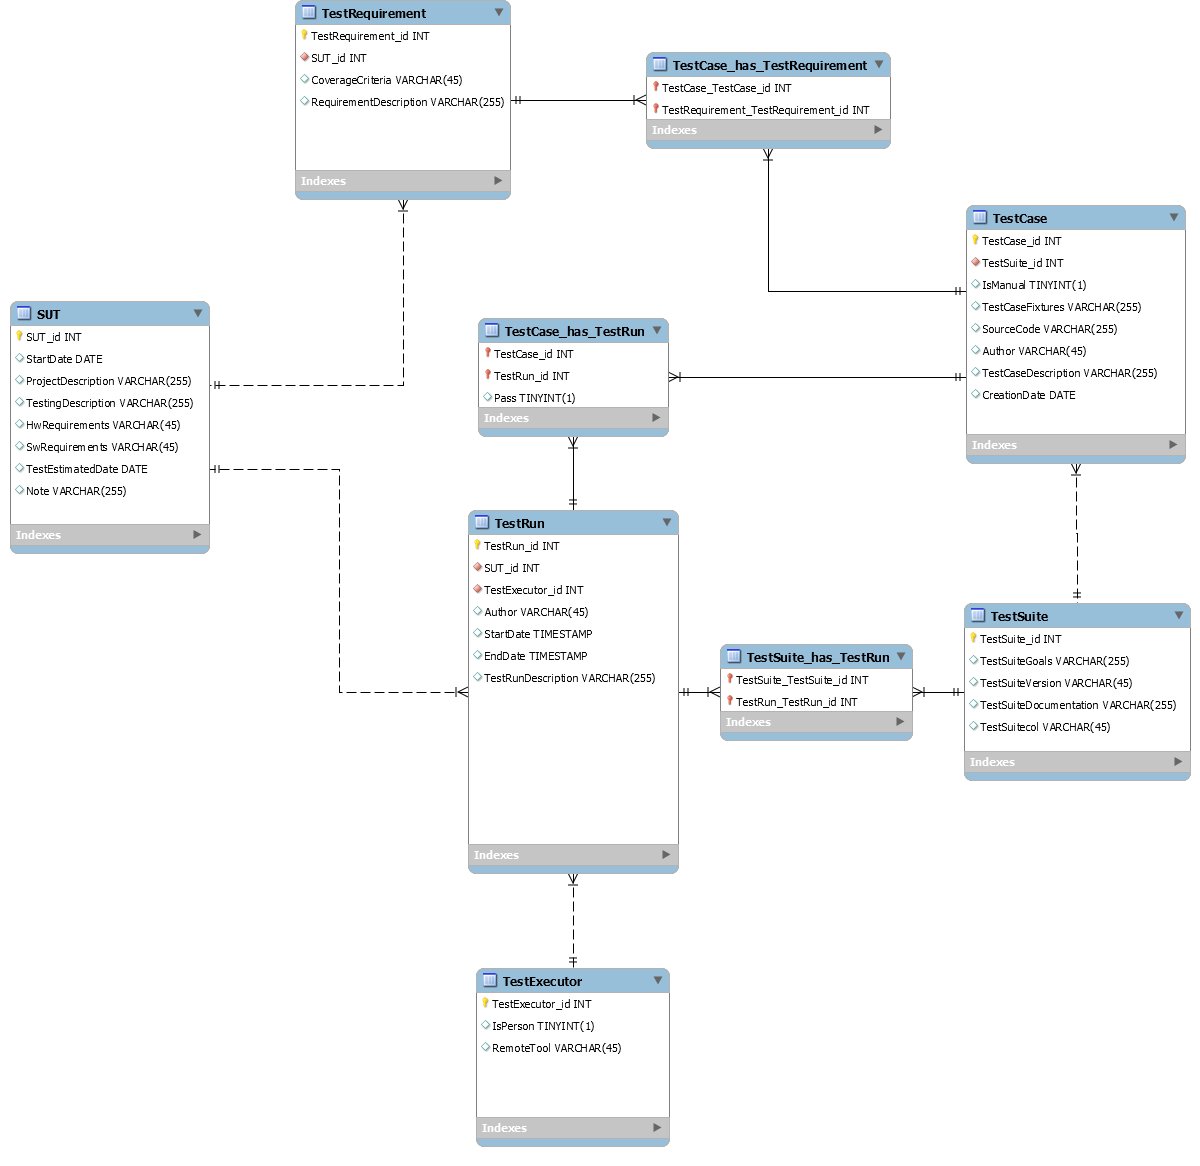 TestRequirement
TestRequirement_id INT
SUT_id INT
CoverageCriteria VARCHAR(45)
RequirementDescription VARCHAR(255)
Indexes
TestCase_has_TestRequirement
TestCase_TestCase_id INT
TestRequirement_TestRequirement_id INT
Indexes
TestCase
TestCase_id INT
TestSuite_id INT
IsManual TINYINT(1)
TestCaseFixtures VARCHAR(255)
SourceCode VARCHAR(255)
Author VARCHAR(45)
TestCaseDescription VARCHAR(255)
CreationDate DATE
Indexes
SUT
SUT_id INT
StartDate DATE
ProjectDescription VARCHAR(255)
TestingDescription VARCHAR(255)
HwRequirements VARCHAR(45)
SwRequirements VARCHAR(45)
TestEstimatedDate DATE
Note VARCHAR(255)
Indexes
TestCase_has_TestRun
TestCase_id INT
TestRun_id INT
Pass TINYINT(1)
Indexes
TestRun
TestRun_id INT
SUT_id INT
TestExecutor_id INT
Author VARCHAR(45)
StartDate TIMESTAMP
EndDate TIMESTAMP
TestRunDescription VARCHAR(255)
Indexes
TestSuite_has_TestRun
TestSuite_TestSuite_id INT
TestRun_TestRun_id INT
Indexes
TestSuite
TestSuite_id INT
TestSuiteGoals VARCHAR(255)
TestSuiteVersion VARCHAR(45)
TestSuiteDocumentation VARCHAR(255)
TestSuitecol VARCHAR(45)
Indexes
TestExecutor
TestExecutor_id INT
IsPerson TINYINT(1)
RemoteTool VARCHAR(45)
Indexes